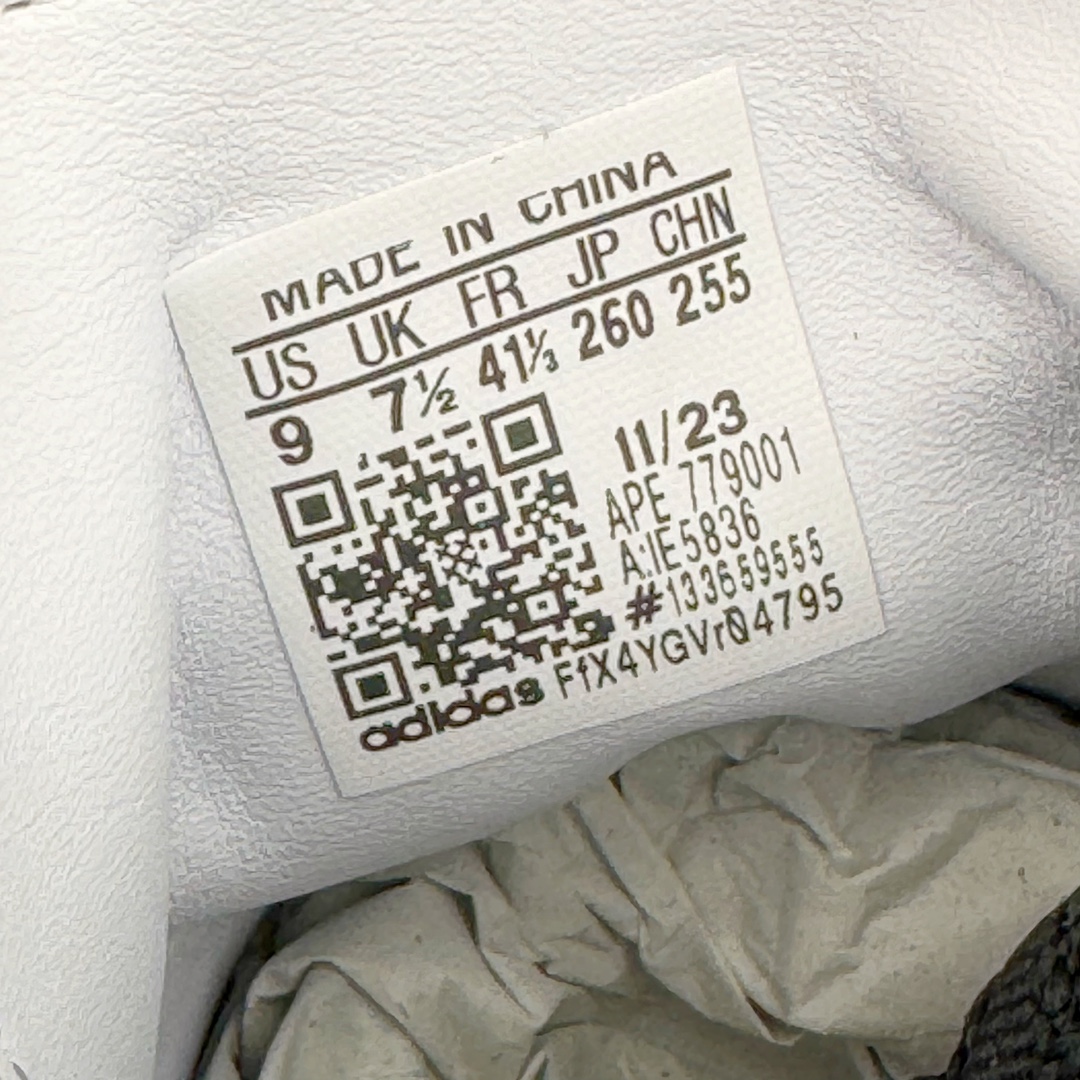 MADE IN CHINA
US UK FR JP CHN
9 7½ 41⅓ 260 255
11/23
APE 779001
A:IE5836
#133659555
adidas FfX4YGVr04795